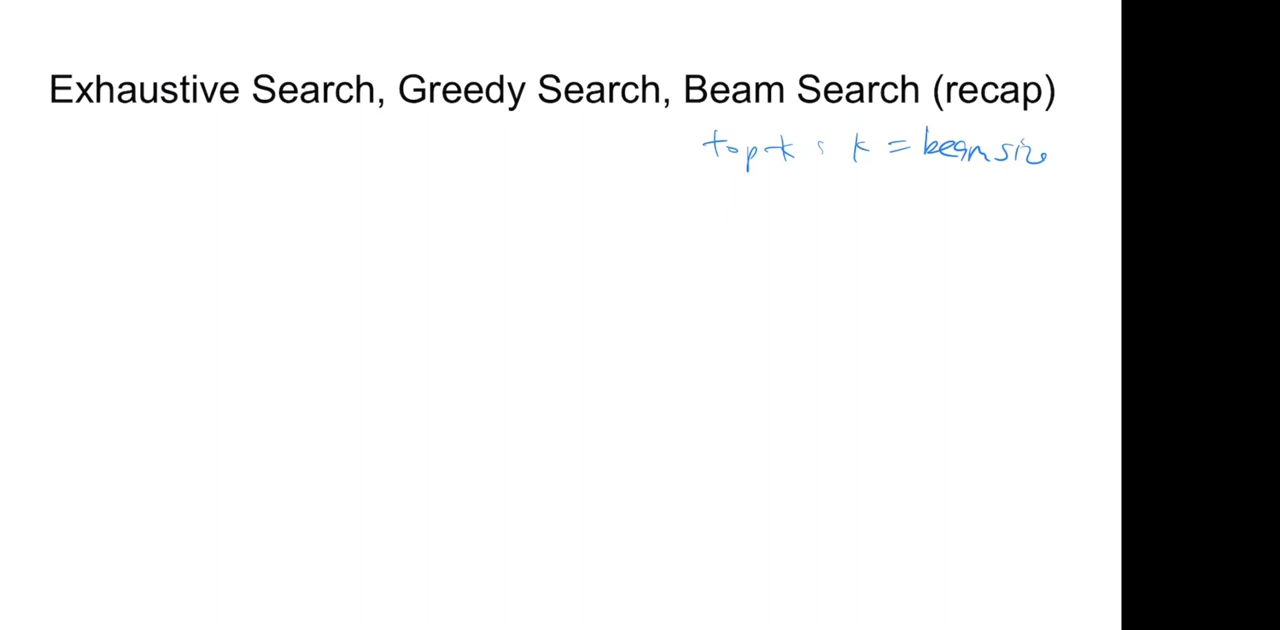 Exhaustive Search, Greedy Search, Beam Search (recap)
top-k : k = beam size